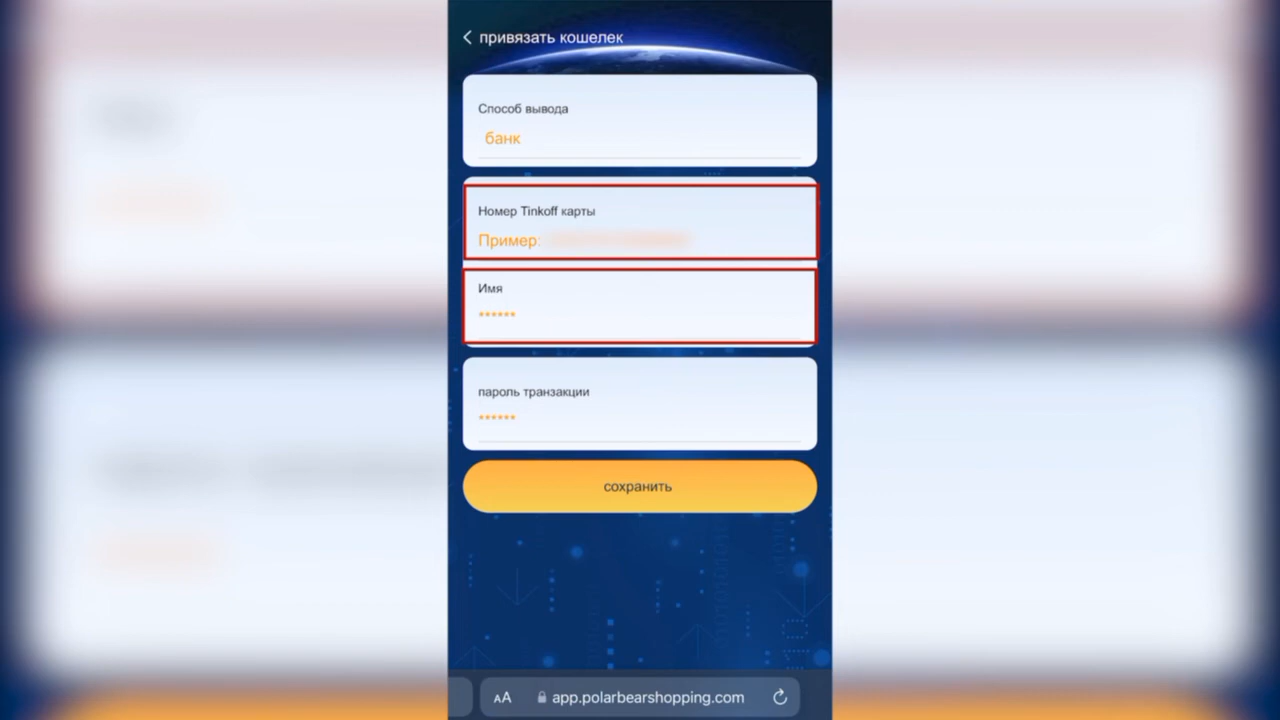 привязать кошелек
Способ вывода
банк
Номер Tinkoff карты
Пример:
Имя
******
пароль транзакции
******
сохранить
AA
app.polarbearshopping.com